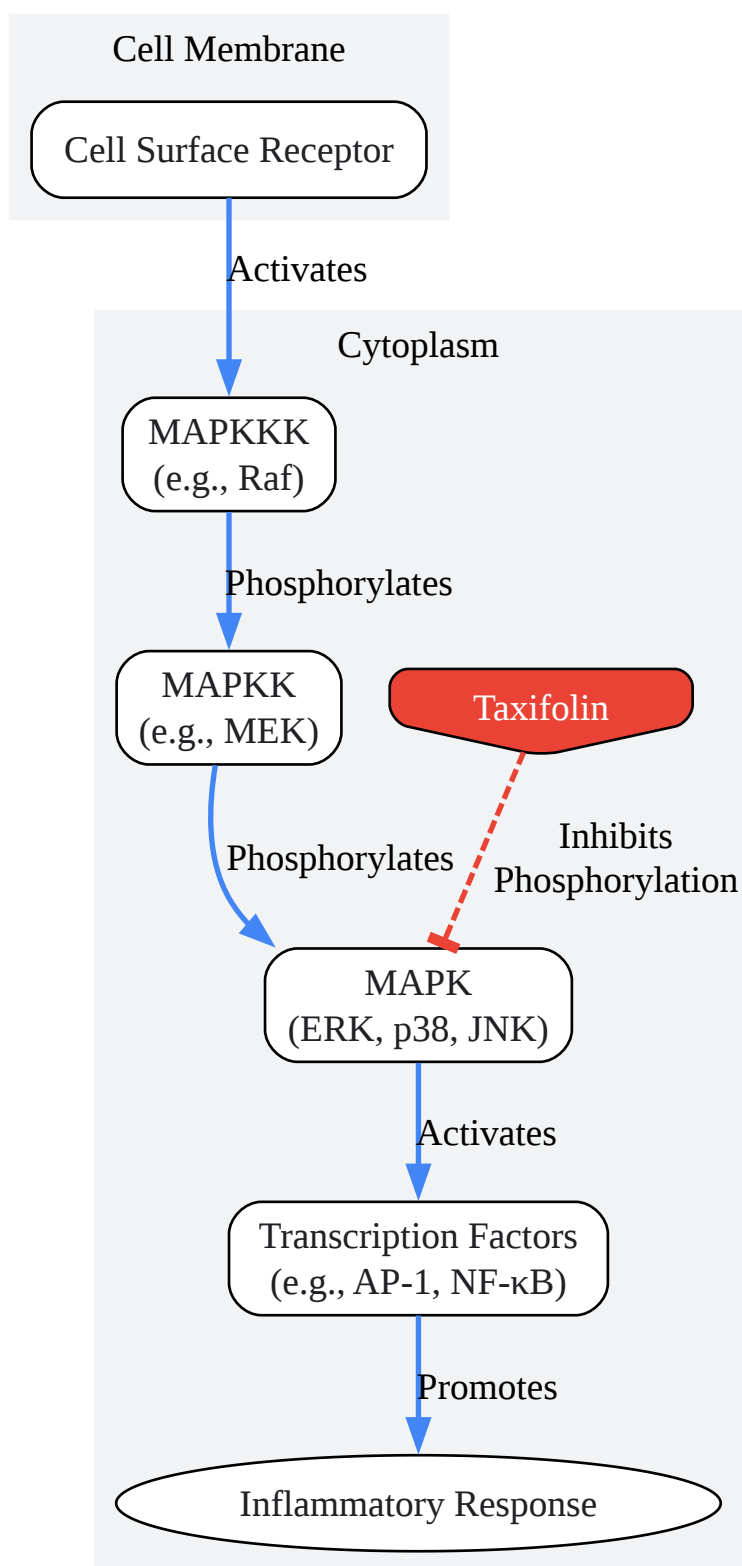 Cell Membrane
Cell Surface Receptor
Activates
Cytoplasm
MAPKKK
(e.g., Raf)
Phosphorylates
MAPKK
(e.g., MEK)
Taxifolin
Phosphorylates
Inhibits
Phosphorylation
MAPK
(ERK, p38, JNK)
Activates
Transcription Factors
(e.g., AP-1, NF-κB)
Promotes
Inflammatory Response